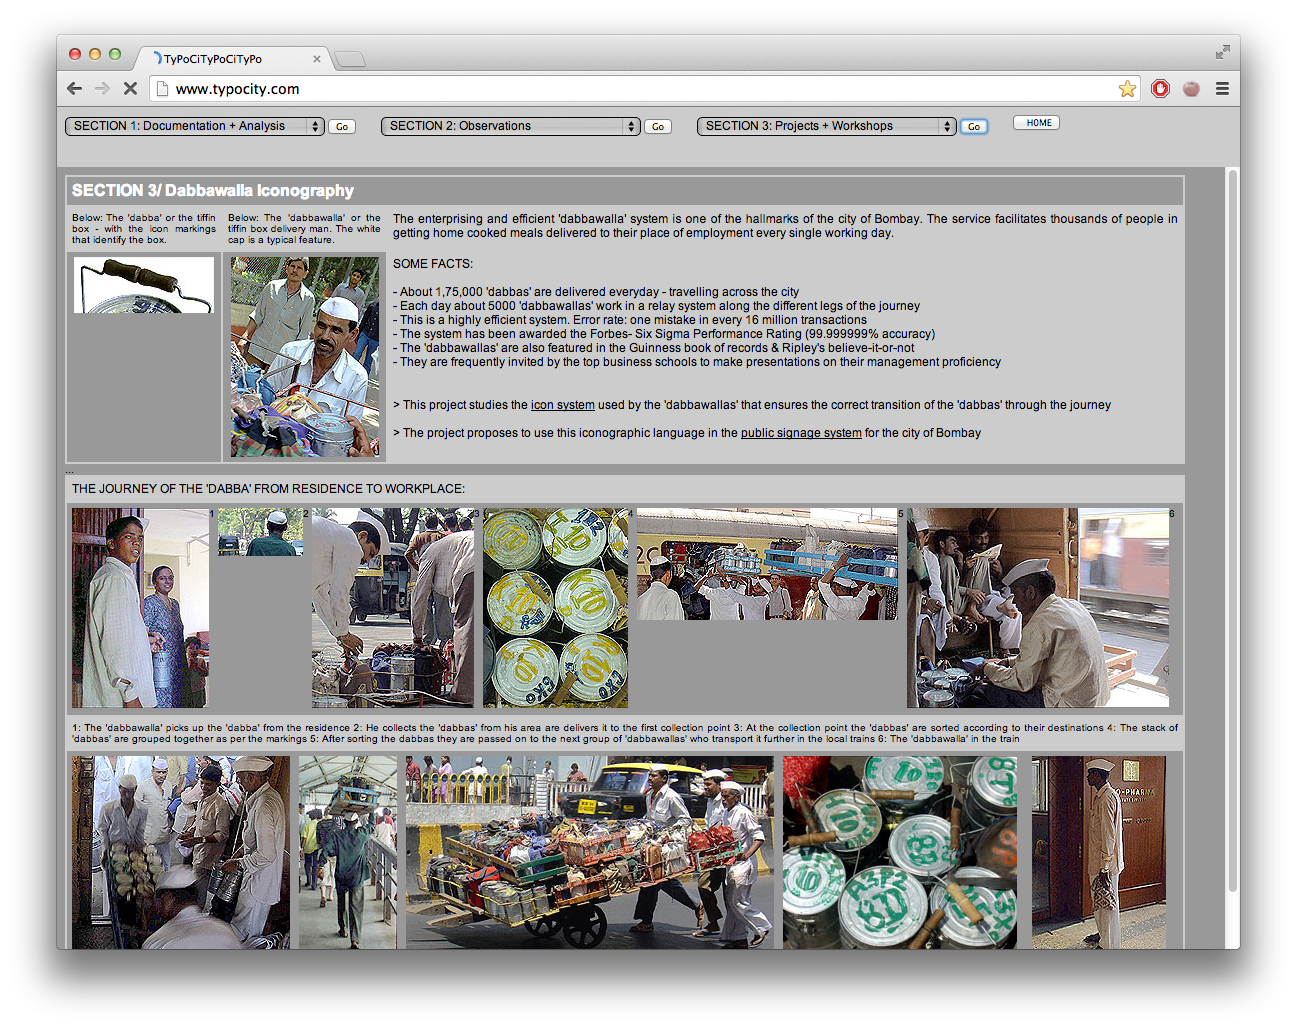 TyPoCiTyPoCiTyPo
www.typocity.com
SECTION 1: Documentation + Analysis Go SECTION 2: Observations Go SECTION 3: Projects + Workshops Go HOME
SECTION 3/ Dabbawalla Iconography
Below: The 'dabba' or the tiffin
box - with the icon markings
that identify the box.
Below: The 'dabbawalla' or the
tiffin box delivery man. The white
cap is a typical feature.
The enterprising and efficient 'dabbawalla' system is one of the hallmarks of the city of Bombay. The service facilitates thousands of people in
getting home cooked meals delivered to their place of employment every single working day.
SOME FACTS:
- About 1,75,000 'dabbas' are delivered everyday - travelling across the city
- Each day about 5000 'dabbawallas' work in a relay system along the different legs of the journey
- This is a highly efficient system. Error rate: one mistake in every 16 million transactions
- The system has been awarded the Forbes- Six Sigma Performance Rating (99.999999% accuracy)
- The 'dabbawallas' are also featured in the Guinness book of records & Ripley's believe-it-or-not
- They are frequently invited by the top business schools to make presentations on their management proficiency
> This project studies the icon system used by the 'dabbawallas' that ensures the correct transition of the 'dabbas' through the journey
> The project proposes to use this iconographic language in the public signage system for the city of Bombay
...
THE JOURNEY OF THE 'DABBA' FROM RESIDENCE TO WORKPLACE:
1 2 3 4 5 6
1: The 'dabbawalla' picks up the 'dabba' from the residence 2: He collects the 'dabbas' from his area are delivers it to the first collection point 3: At the collection point the 'dabbas' are sorted according to their destinations 4: The stack of
'dabbas' are grouped together as per the markings 5: After sorting the dabbas they are passed on to the next group of 'dabbawallas' who transport it further in the local trains 6: The 'dabbawalla' in the train